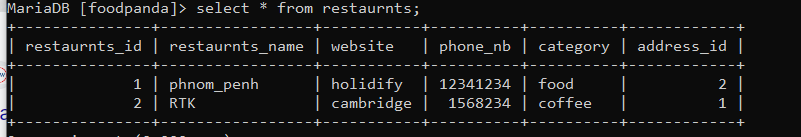 MariaDB [foodpanda]> select * from restaurnts;
+---------------+-----------------+-----------+----------+----------+------------+
| restaurnts_id | restaurnts_name | website | phone_nb | category | address_id |
+---------------+-----------------+-----------+----------+----------+------------+
| 1 | phnom_penh | holidify | 12341234 | food | 2 |
| 2 | RTK | cambridge | 1568234 | coffee | 1 |
+---------------+-----------------+-----------+----------+----------+------------+